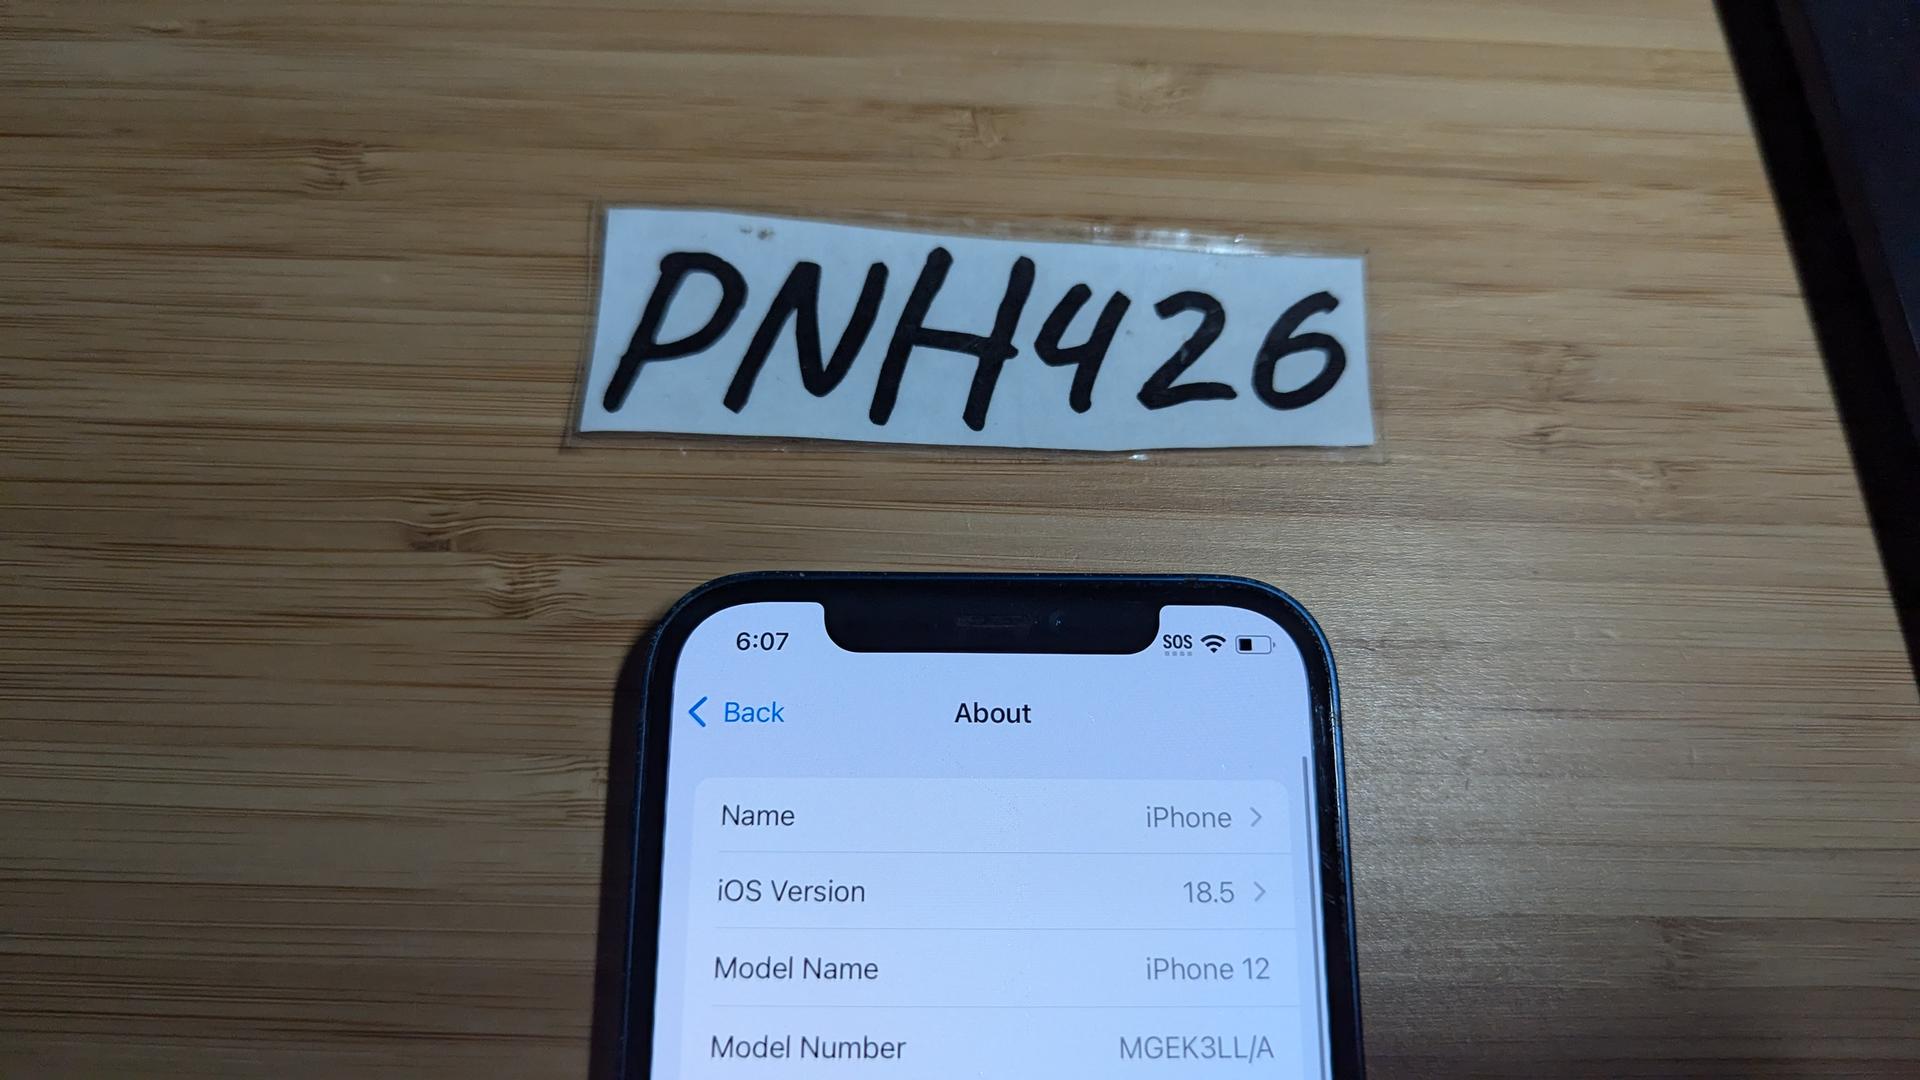 PNH426
6:07 SOS
Back About
Name iPhone
iOS Version 18.5
Model Name iPhone 12
Model Number MGEK3LL/A